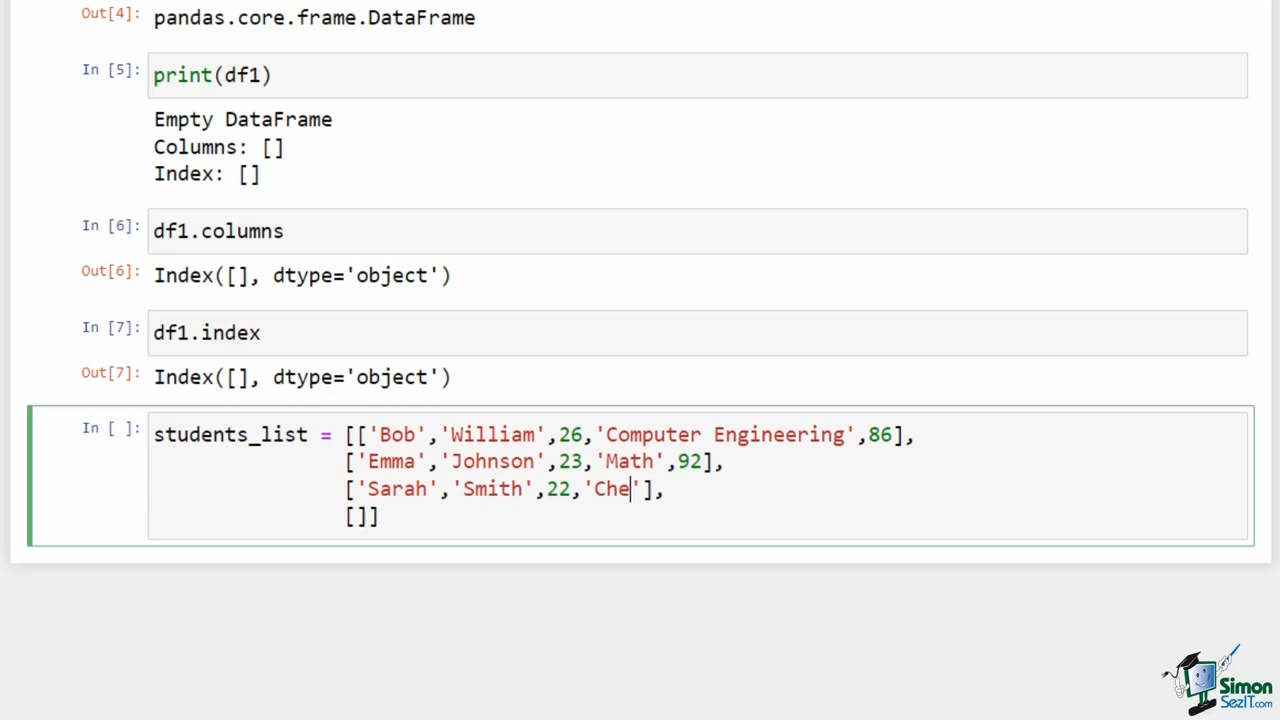 Out[4]: pandas.core.frame.DataFrame
In [5]: print(df1)
Empty DataFrame
Columns: []
Index: []
In [6]: df1.columns
Out[6]: Index([], dtype='object')
In [7]: df1.index
Out[7]: Index([], dtype='object')
In [ ]: students_list = [['Bob','William',26,'Computer Engineering',86],
['Emma','Johnson',23,'Math',92],
['Sarah','Smith',22,'Che'],
[]]
Simon
SezIT.com